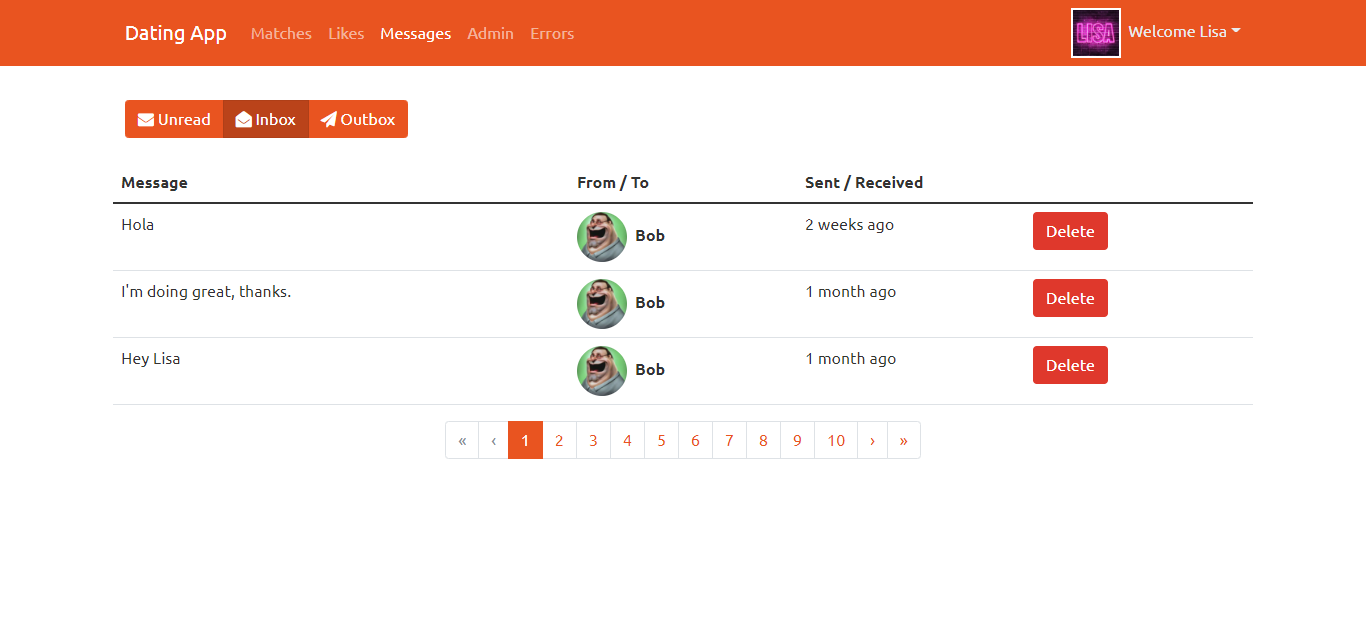 Dating App Matches Likes Messages Admin Errors LISA Welcome Lisa
Unread Inbox Outbox
Message From / To Sent / Received
Hola Bob 2 weeks ago Delete
I'm doing great, thanks. Bob 1 month ago Delete
Hey Lisa Bob 1 month ago Delete
« ‹ 1 2 3 4 5 6 7 8 9 10 › »